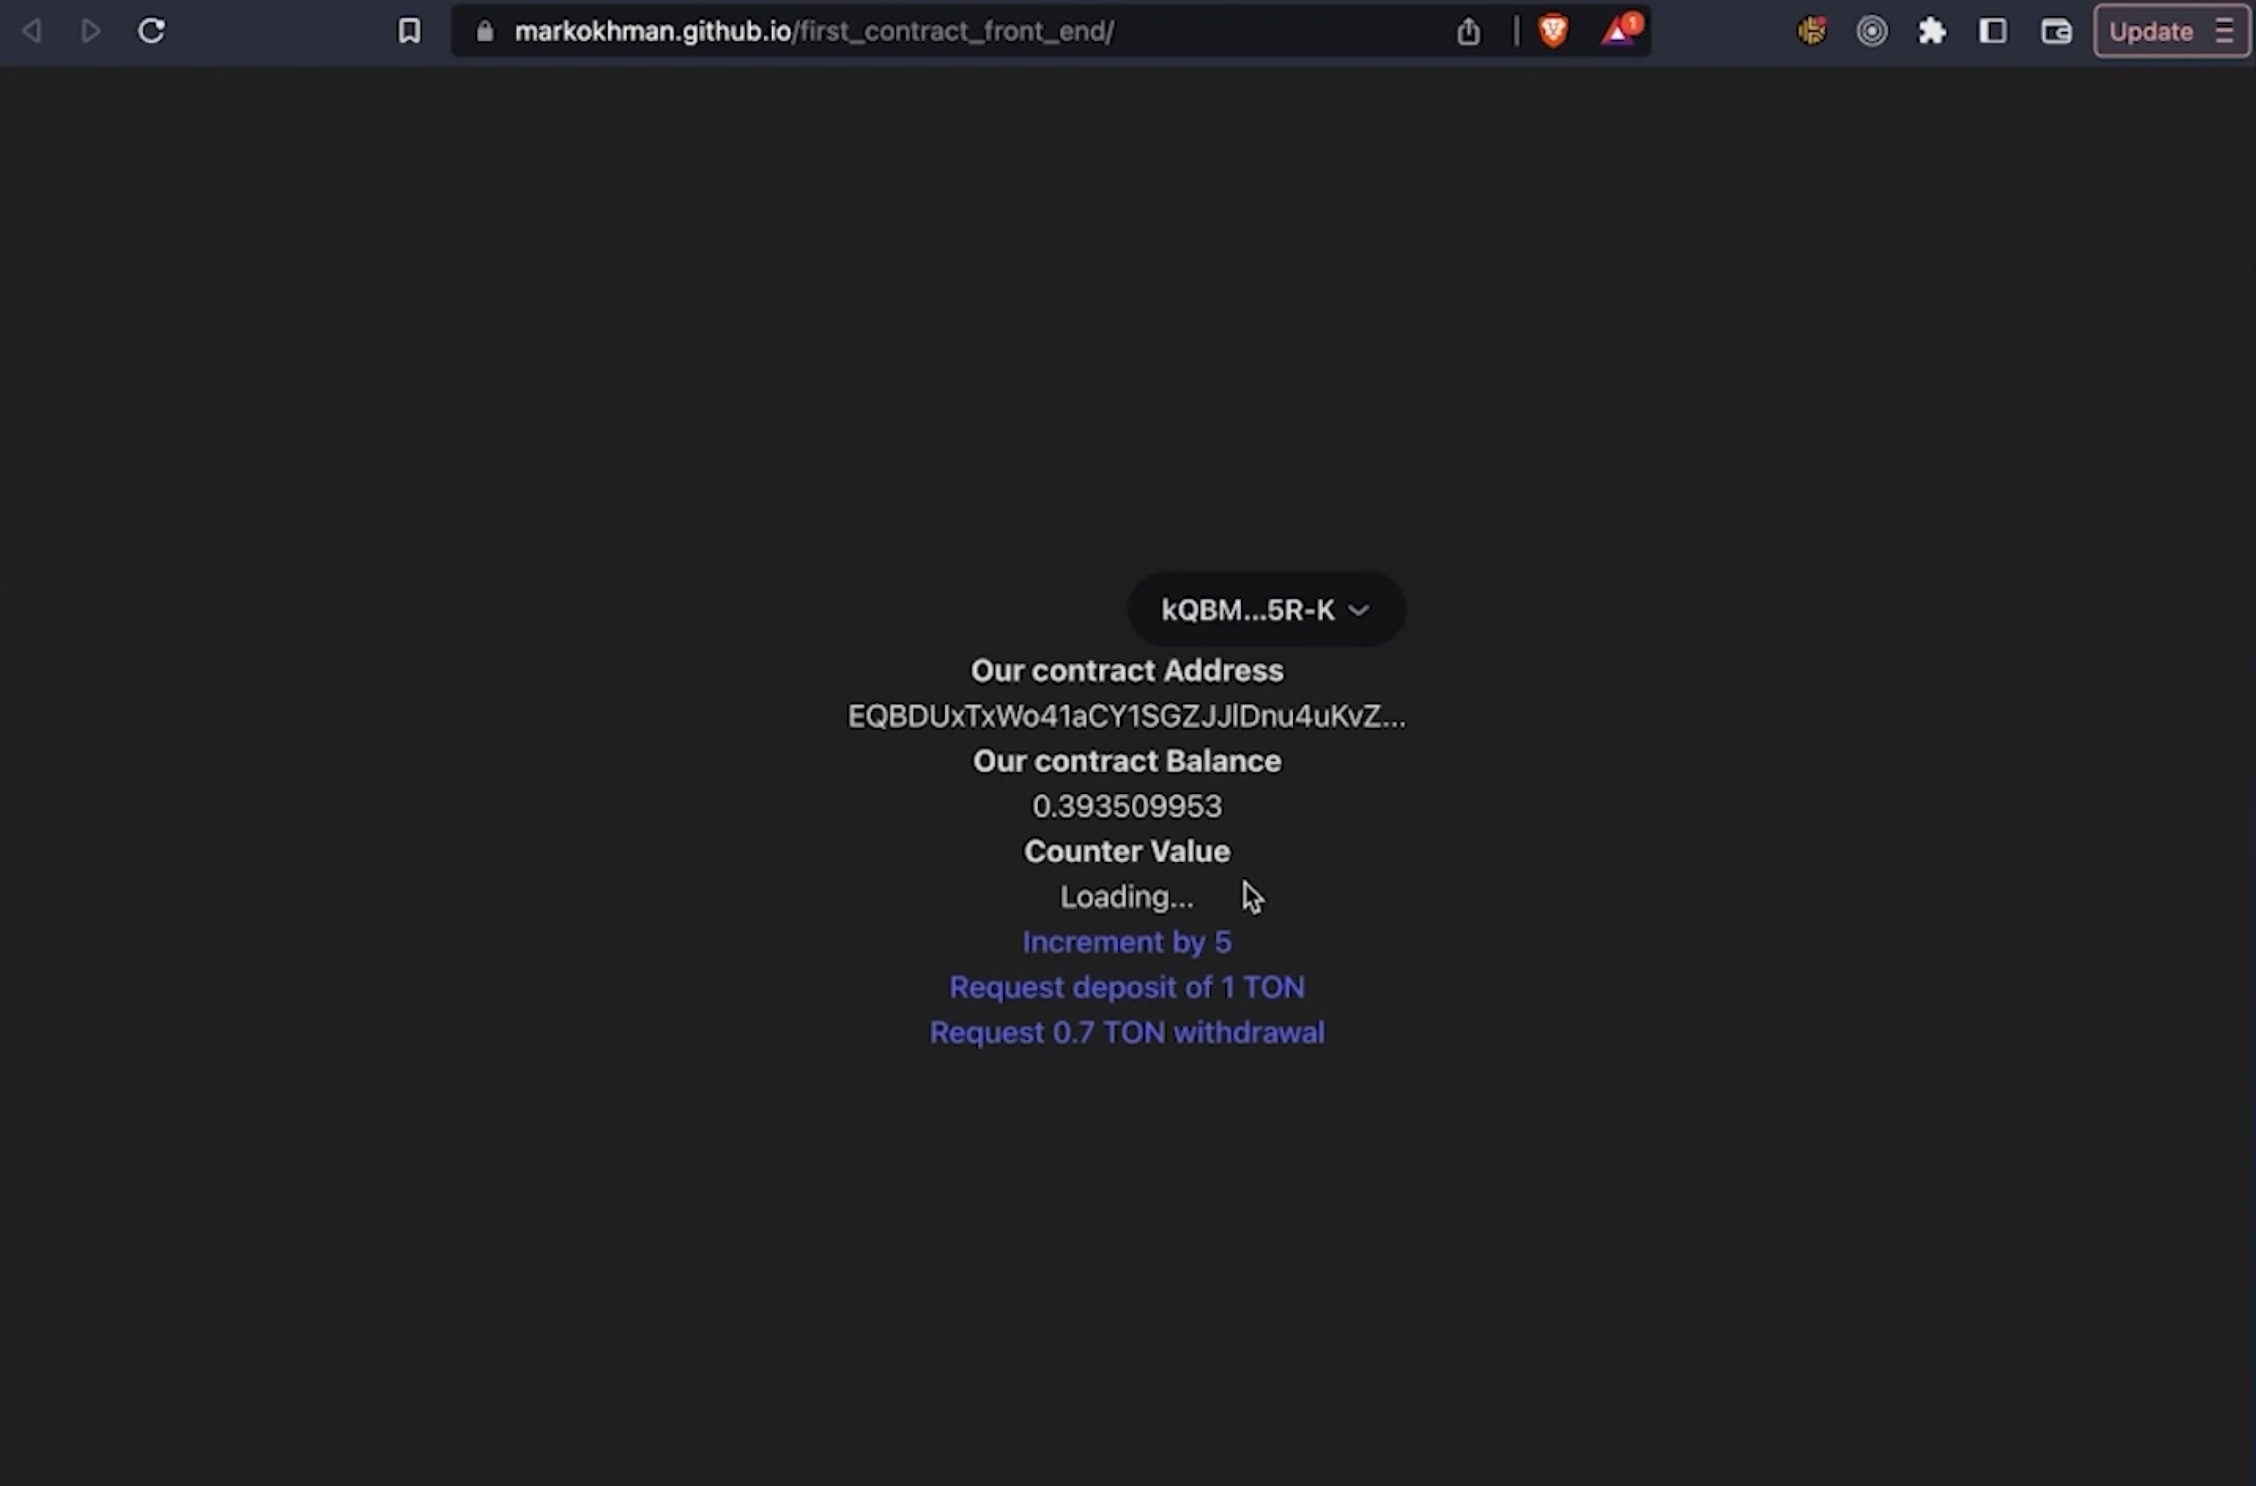 markokhman.github.io/first_contract_front_end/
1
Update
kQBM...5R-K
Our contract Address
EQBDUxTxWo41aCY1SGZJJlDnu4uKvZ...
Our contract Balance
0.393509953
Counter Value
Loading...
Increment by 5
Request deposit of 1 TON
Request 0.7 TON withdrawal